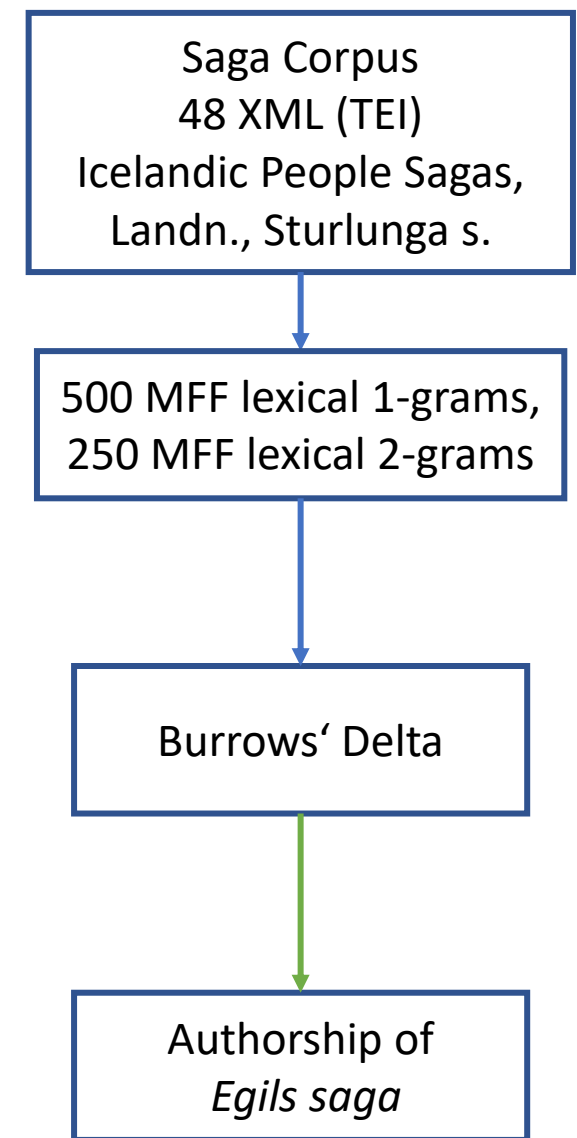 Saga Corpus
48 XML (TEI)
Icelandic People Sagas,
Landn., Sturlunga s.
500 MFF lexical 1-grams,
250 MFF lexical 2-grams
Burrows‘ Delta
Authorship of
Egils saga